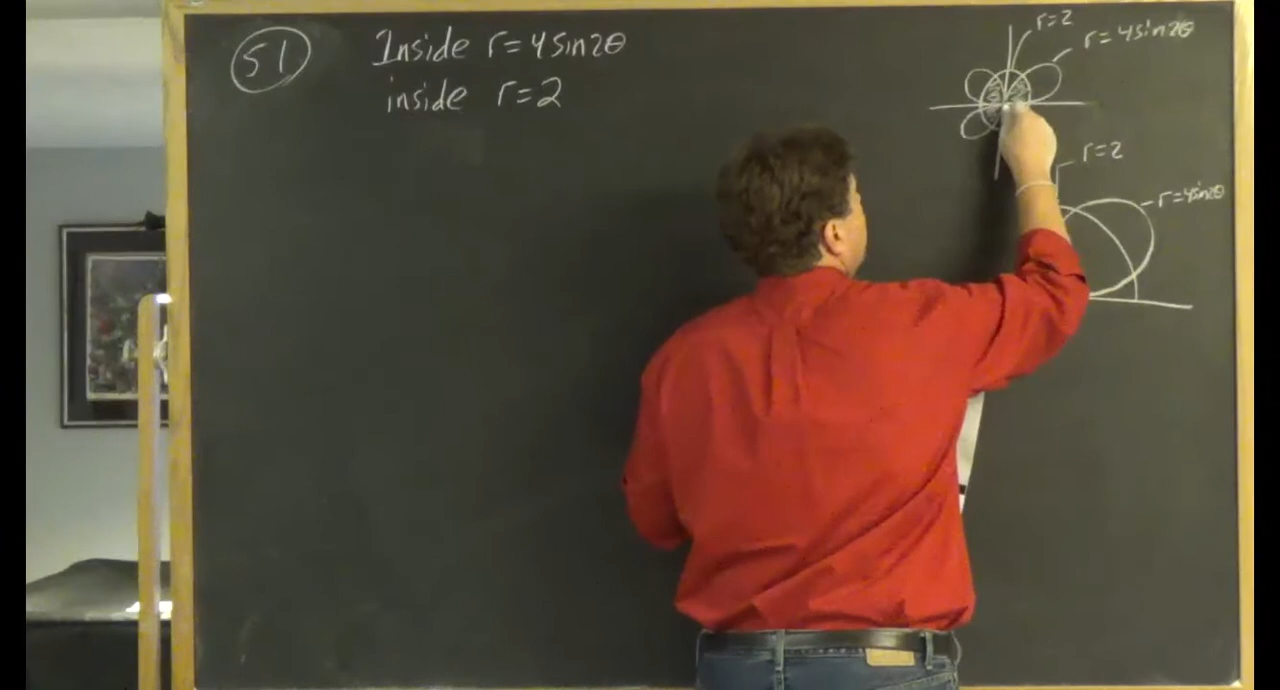 51
Inside r=4sin2θ
inside r=2
r=2
r=4sin2θ
r=2
r=4sin2θ